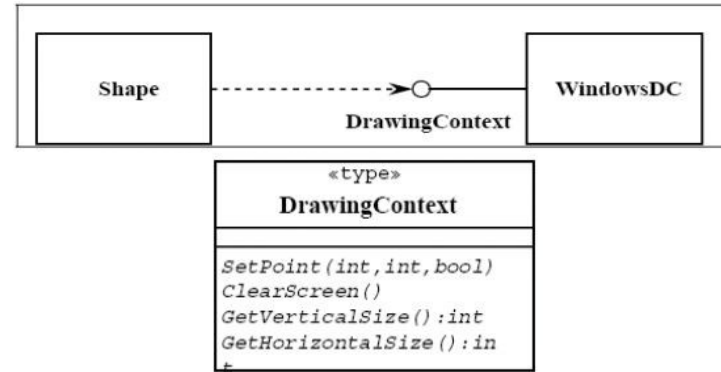 Shape
WindowsDC
DrawingContext
«type»
DrawingContext
SetPoint(int,int,bool)
ClearScreen()
GetVerticalSize():int
GetHorizontalSize():in
t